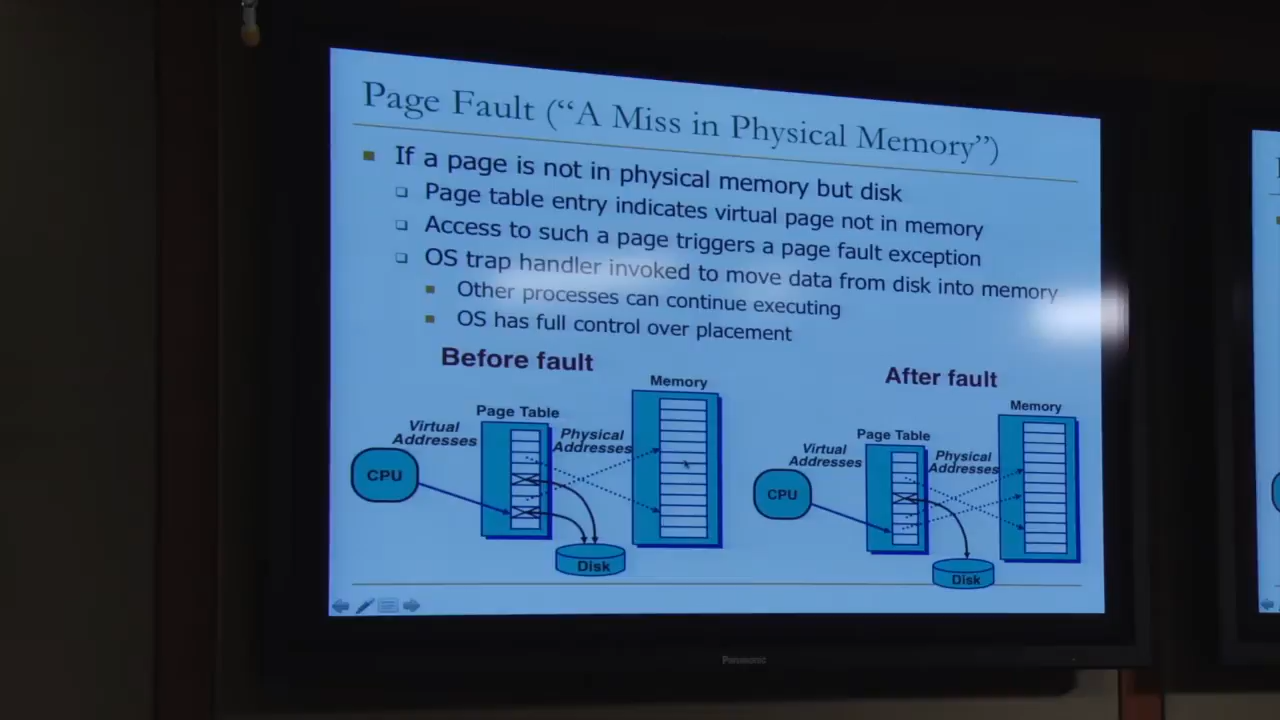 Page Fault (“A Miss in Physical Memory”)
If a page is not in physical memory but disk
Page table entry indicates virtual page not in memory
Access to such a page triggers a page fault exception
OS trap handler invoked to move data from disk into memory
Other processes can continue executing
OS has full control over placement
Before fault
Memory
Page Table
Virtual
Addresses
Physical
Addresses
CPU
Disk
After fault
Memory
Page Table
Virtual
Addresses
Physical
Addresses
CPU
Disk
Panasonic